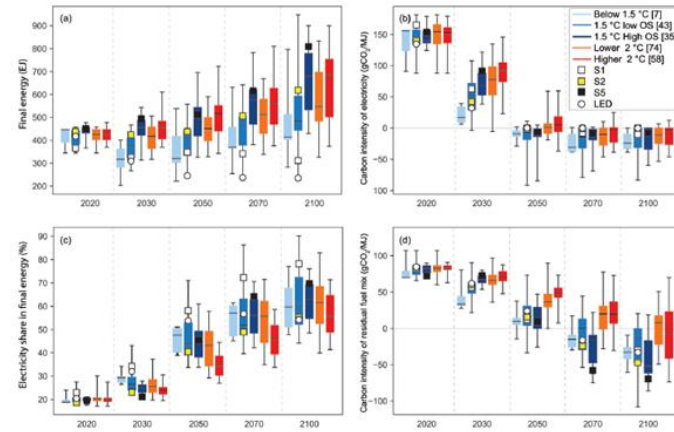 (a)
Final energy (EJ)
900
800
700
600
500
400
300
200
2020 2030 2050 2070 2100
(b)
Carbon intensity of electricity (gCO₂/MJ)
150
100
50
0
−50
−100
2020 2030 2050 2070 2100
Below 1.5 °C [7]
1.5 °C low OS [43]
1.5 °C High OS [35
Lower 2 °C [74]
Higher 2 °C [58]
S1
S2
S5
LED
(c)
Electricity share in final energy (%)
90
80
70
60
50
40
30
20
2020 2030 2050 2070 2100
(d)
Carbon intensity of residual fuel mix (gCO₂/MJ)
100
50
0
−50
−100
2020 2030 2050 2070 2100